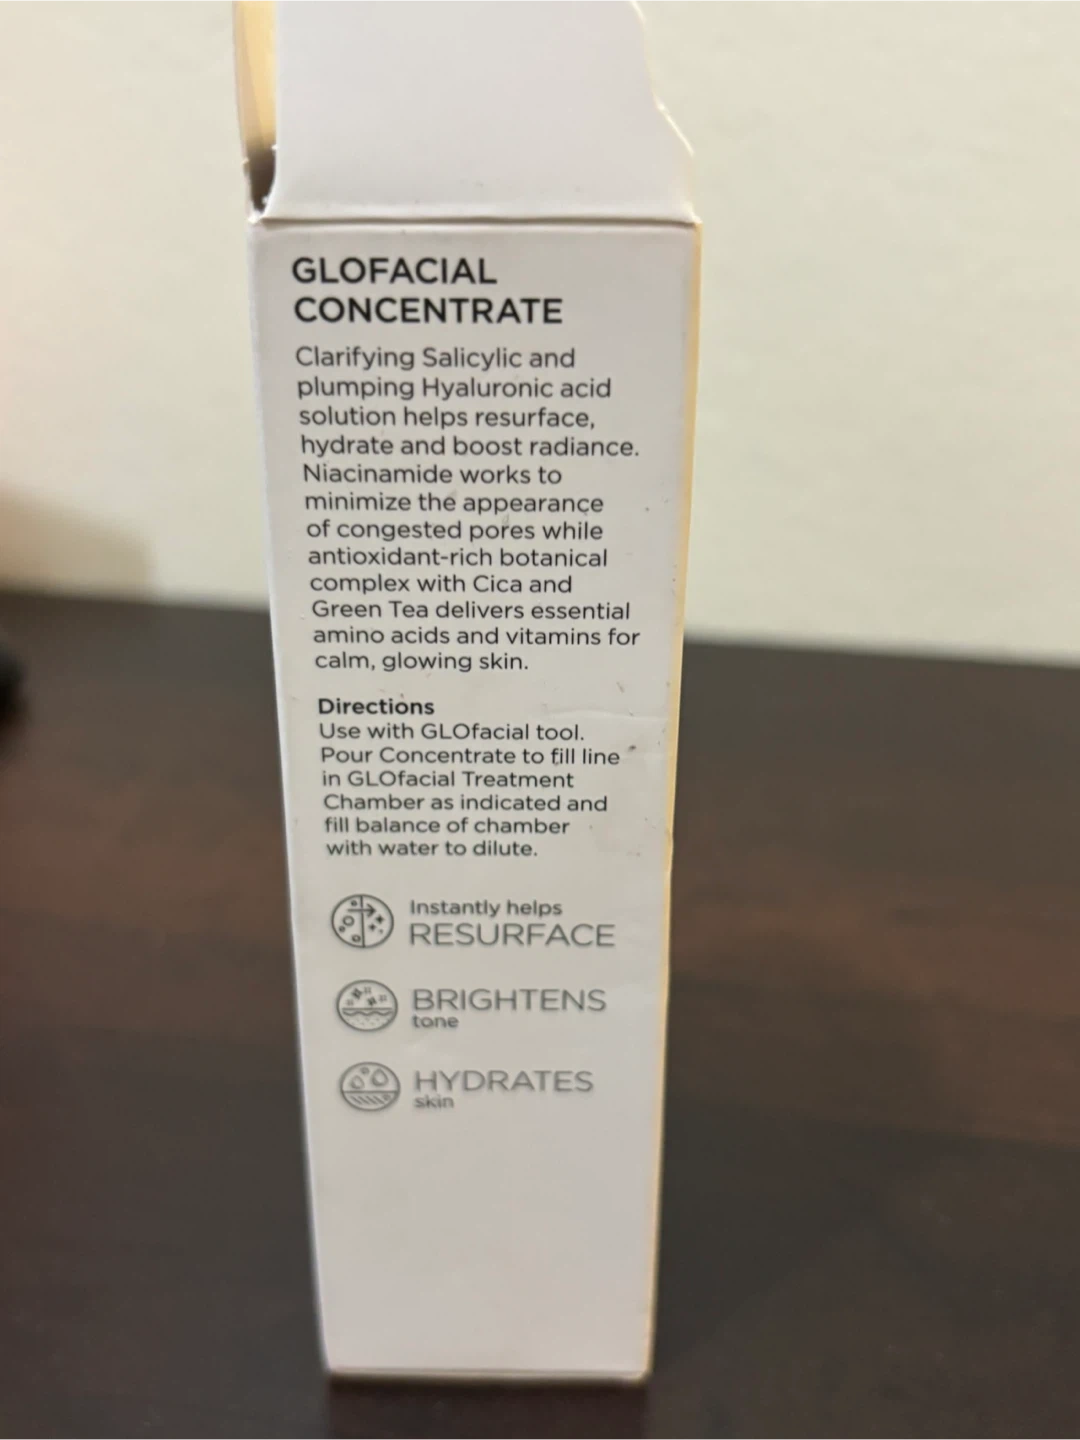 GLOFACIAL
CONCENTRATE
Clarifying Salicylic and
plumping Hyaluronic acid
solution helps resurface,
hydrate and boost radiance.
Niacinamide works to
minimize the appearance
of congested pores while
antioxidant-rich botanical
complex with Cica and
Green Tea delivers essential
amino acids and vitamins for
calm, glowing skin.
Directions
Use with GLOfacial tool.
Pour Concentrate to fill line
in GLOfacial Treatment
Chamber as indicated and
fill balance of chamber
with water to dilute.
Instantly helps
RESURFACE
BRIGHTENS
tone
HYDRATES
skin